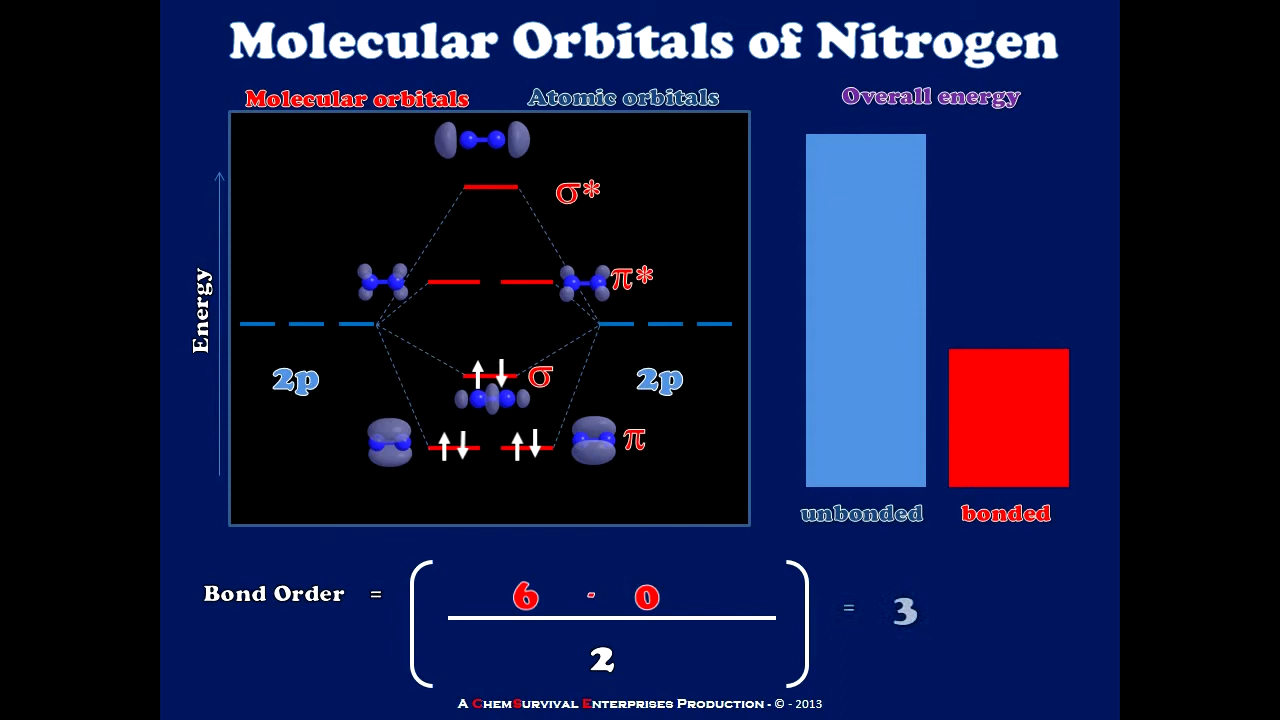 Molecular Orbitals of Nitrogen
Molecular orbitals
Atomic orbitals
Overall energy
σ*
π*
Energy
2p
2p
σ
π
unbonded
bonded
Bond Order = ( 6 - 0
2 ) = 3
A ChemSurvival Enterprises Production - © - 2013